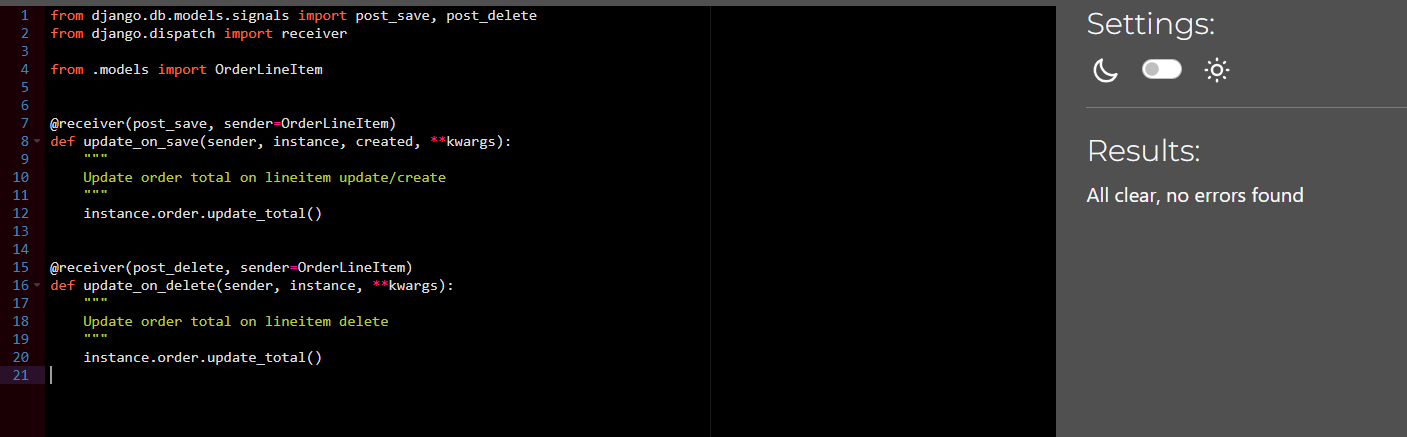 1 from django.db.models.signals import post_save, post_delete
2 from django.dispatch import receiver
3
4 from .models import OrderLineItem
5
6
7 @receiver(post_save, sender=OrderLineItem)
8 def update_on_save(sender, instance, created, **kwargs):
9     """
10     Update order total on lineitem update/create
11     """
12     instance.order.update_total()
13
14
15 @receiver(post_delete, sender=OrderLineItem)
16 def update_on_delete(sender, instance, **kwargs):
17     """
18     Update order total on lineitem delete
19     """
20     instance.order.update_total()
21
Settings:
Results:
All clear, no errors found